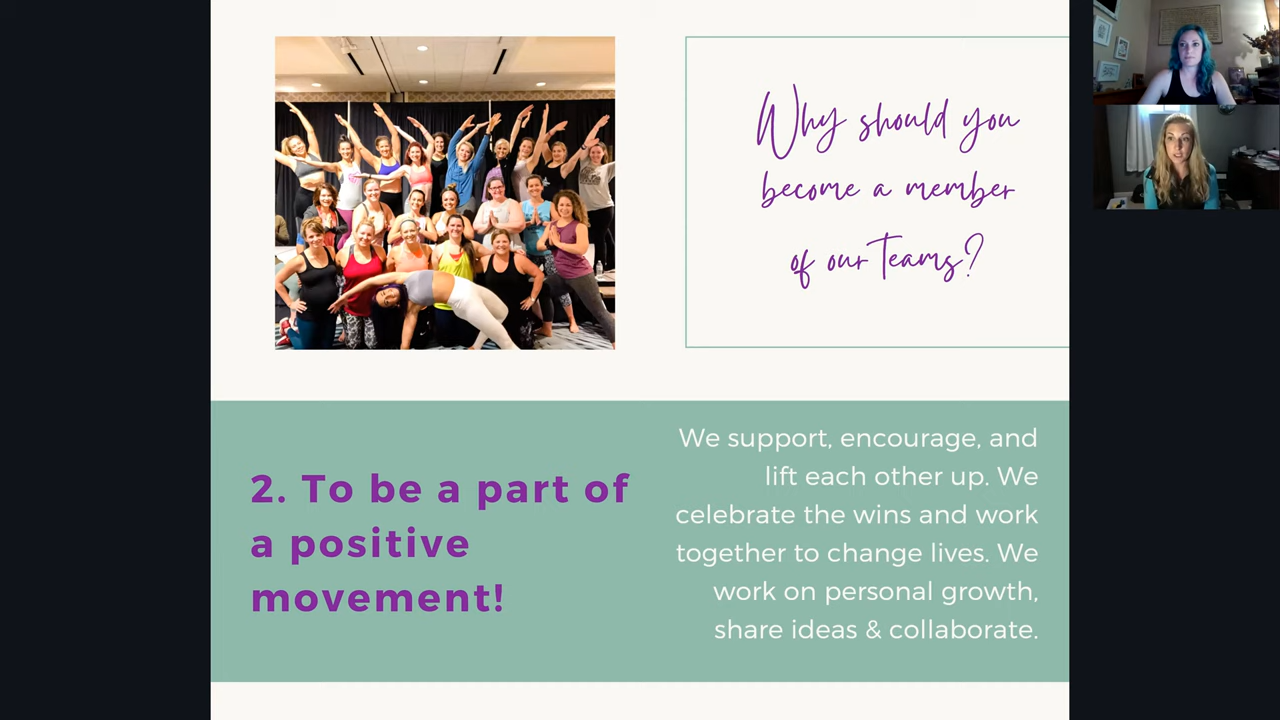 Why should you
become a member
of our Teams?
2. To be a part of
a positive
movement!
We support, encourage, and
lift each other up. We
celebrate the wins and work
together to change lives. We
work on personal growth,
share ideas & collaborate.